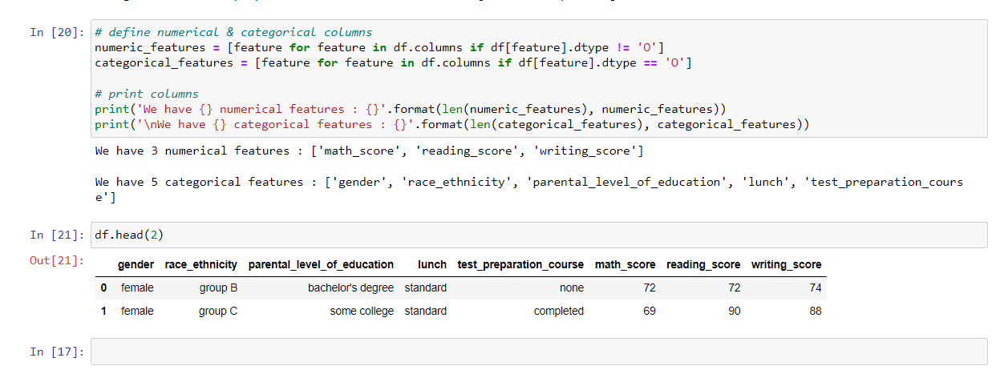 In [20]: # define numerical & categorical columns
numeric_features = [feature for feature in df.columns if df[feature].dtype != 'O']
categorical_features = [feature for feature in df.columns if df[feature].dtype == 'O']
# print columns
print('We have {} numerical features : {}'.format(len(numeric_features), numeric_features))
print('\nWe have {} categorical features : {}'.format(len(categorical_features), categorical_features))
We have 3 numerical features : ['math_score', 'reading_score', 'writing_score']
We have 5 categorical features : ['gender', 'race_ethnicity', 'parental_level_of_education', 'lunch', 'test_preparation_cours
e']
In [21]: df.head(2)
Out[21]:
gender race_ethnicity parental_level_of_education lunch test_preparation_course math_score reading_score writing_score
0 female group B bachelor's degree standard none 72 72 74
1 female group C some college standard completed 69 90 88
In [17]: